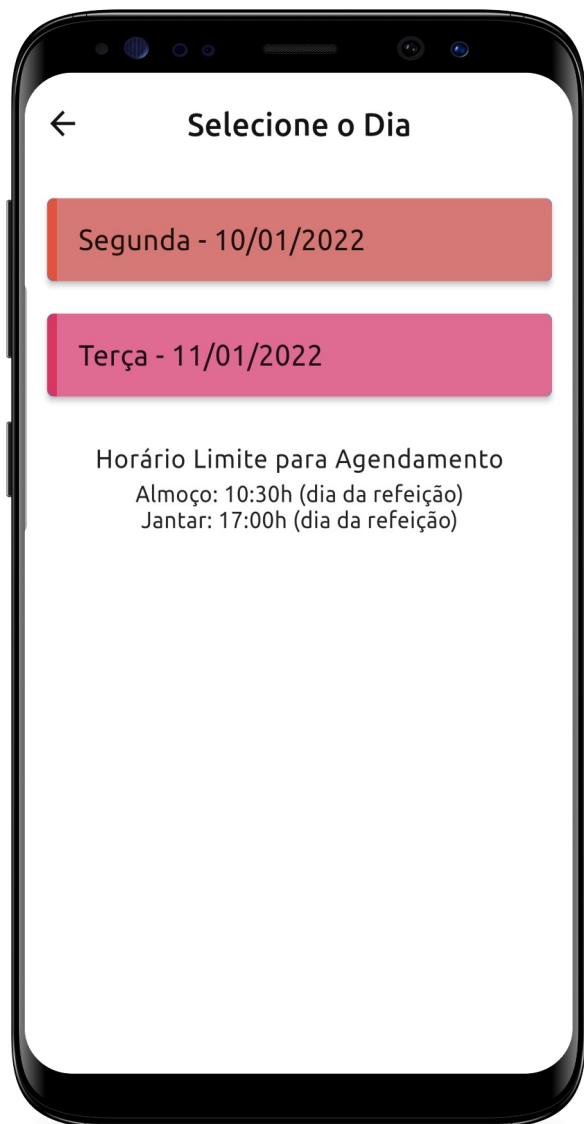 Selecione o Dia
Segunda - 10/01/2022
Terça - 11/01/2022
Horário Limite para Agendamento
Almoço: 10:30h (dia da refeição)
Jantar: 17:00h (dia da refeição)